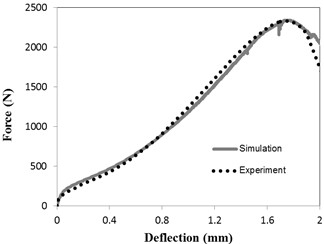 2500
2000
1500
1000
500
0
Force (N)
Simulation
Experiment
0 0.4 0.8 1.2 1.6 2
Deflection (mm)